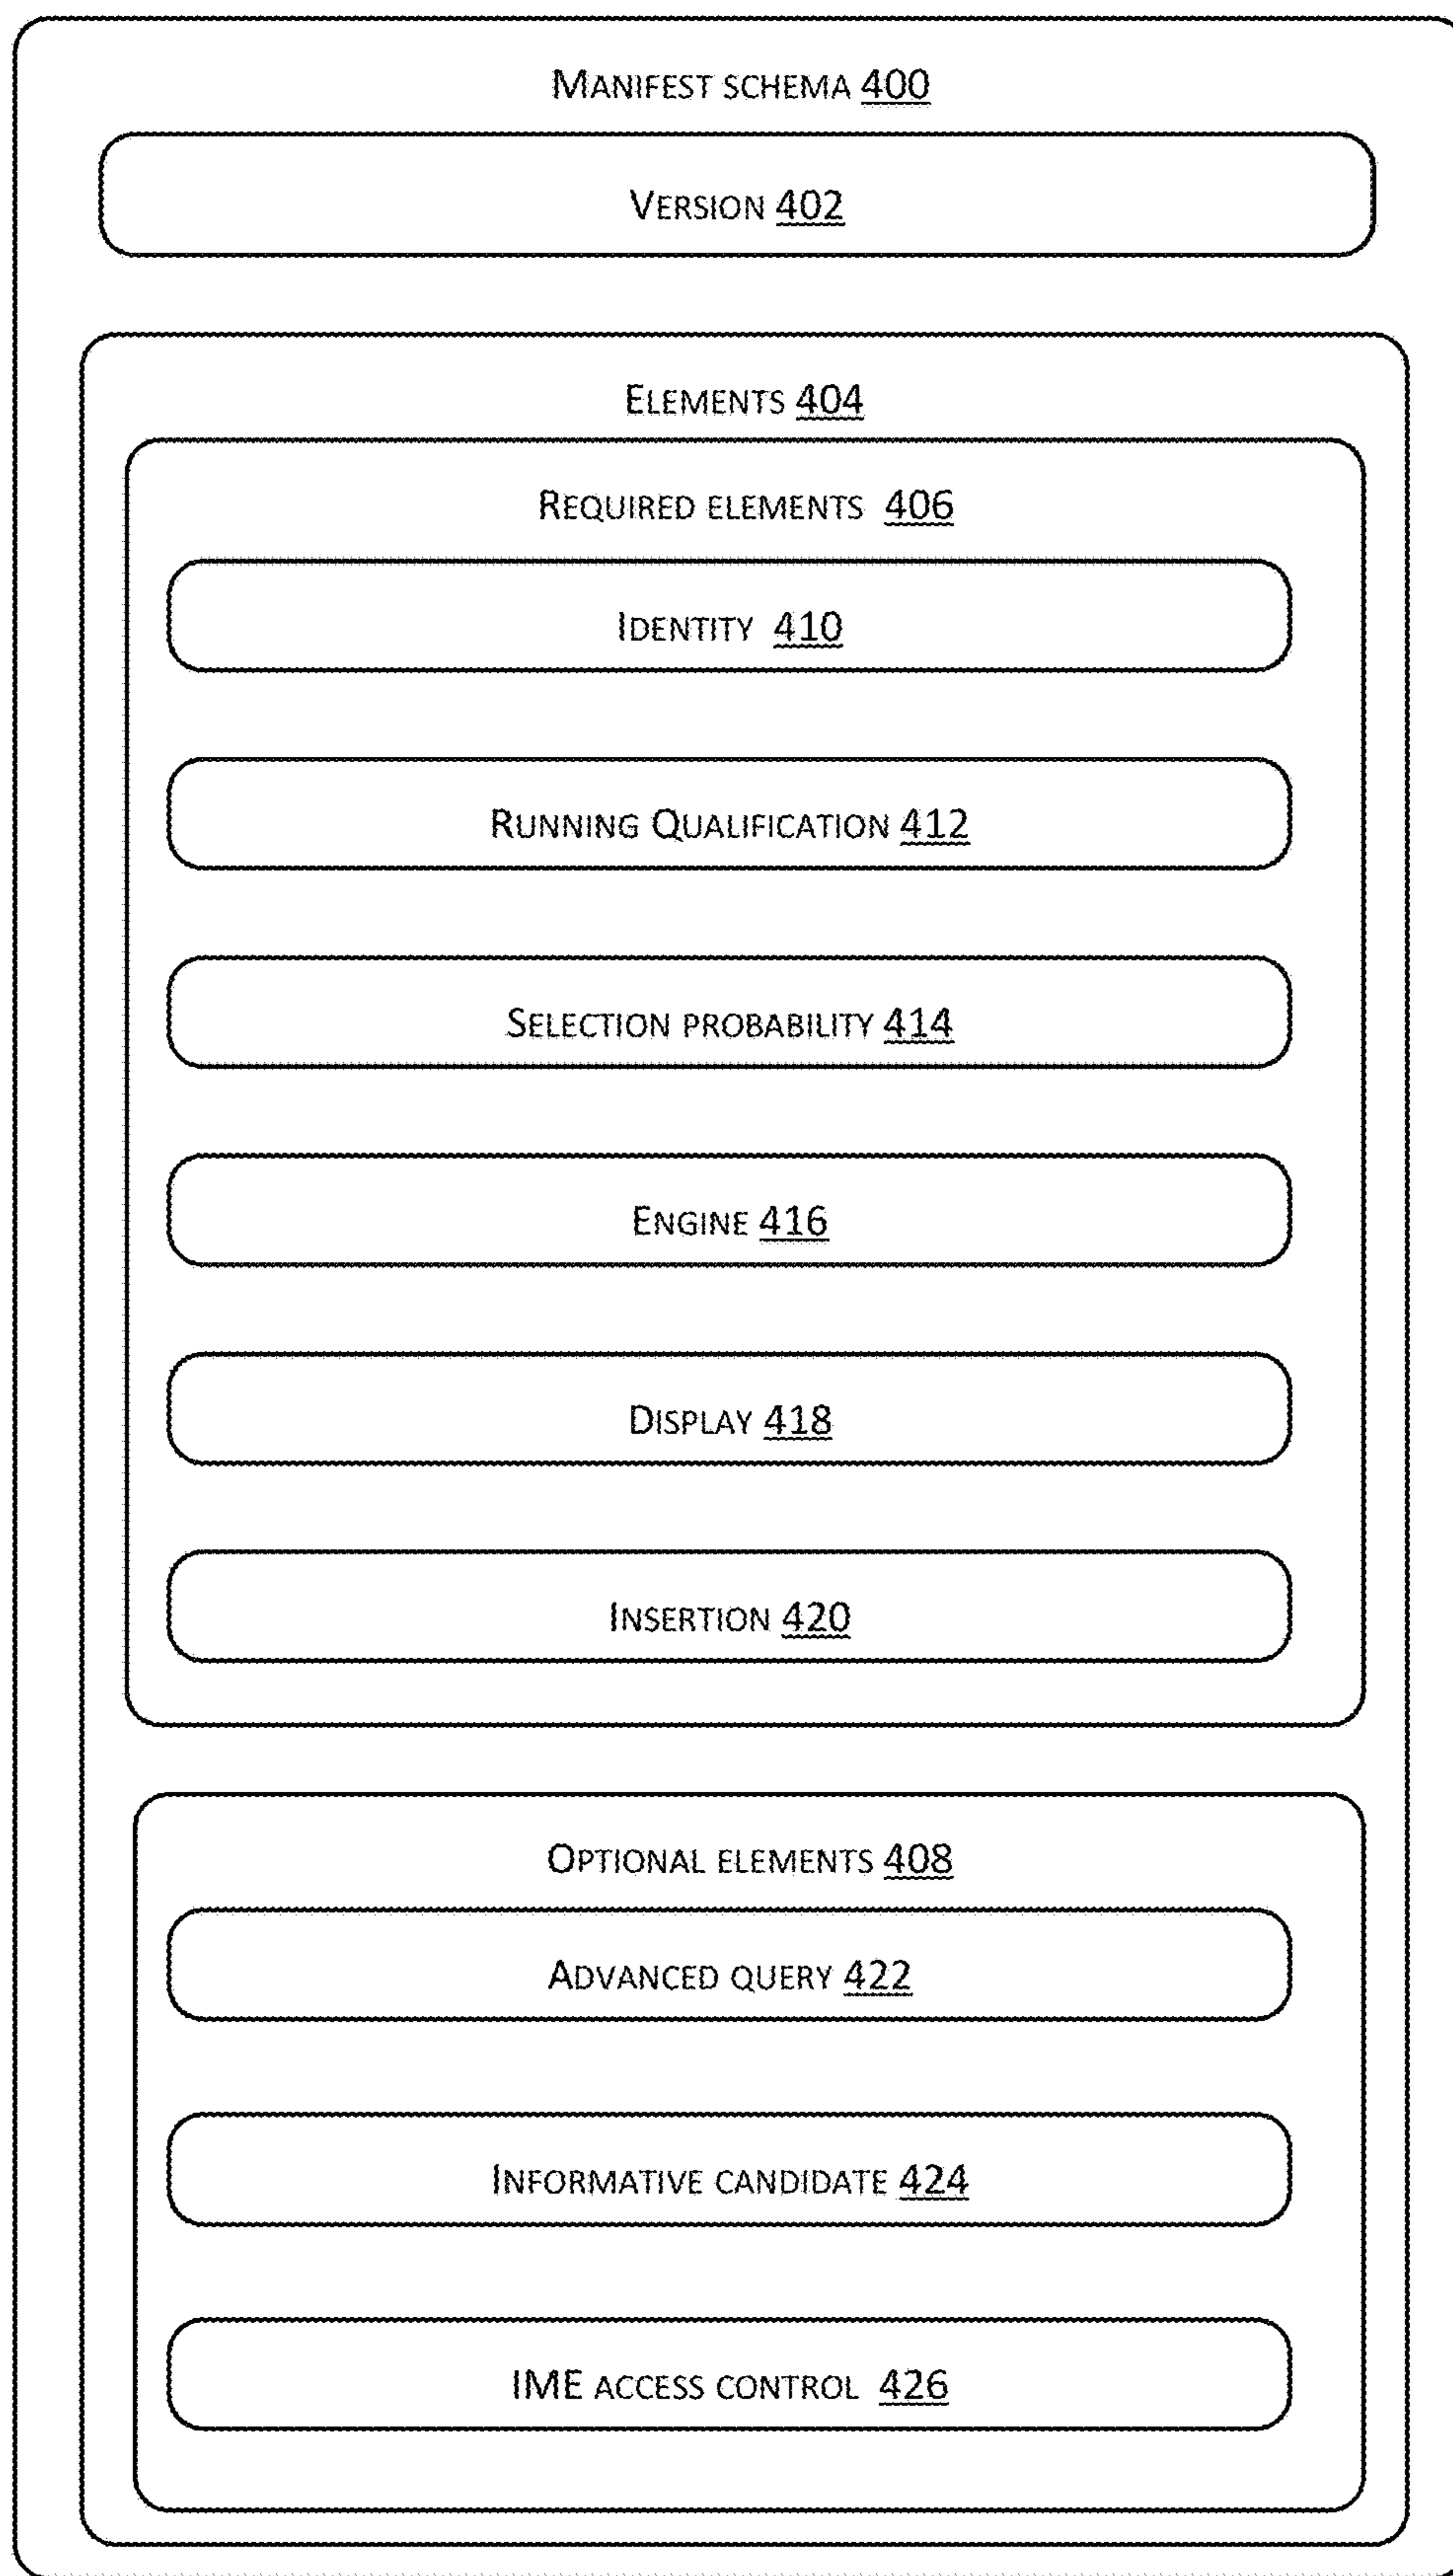 Manifest schema 400
Version 402
Elements 404
Required elements 406
Identity 410
Running Qualification 412
Selection probability 414
Engine 416
Display 418
Insertion 420
Optional elements 408
Advanced query 422
Informative candidate 424
IME access control 426